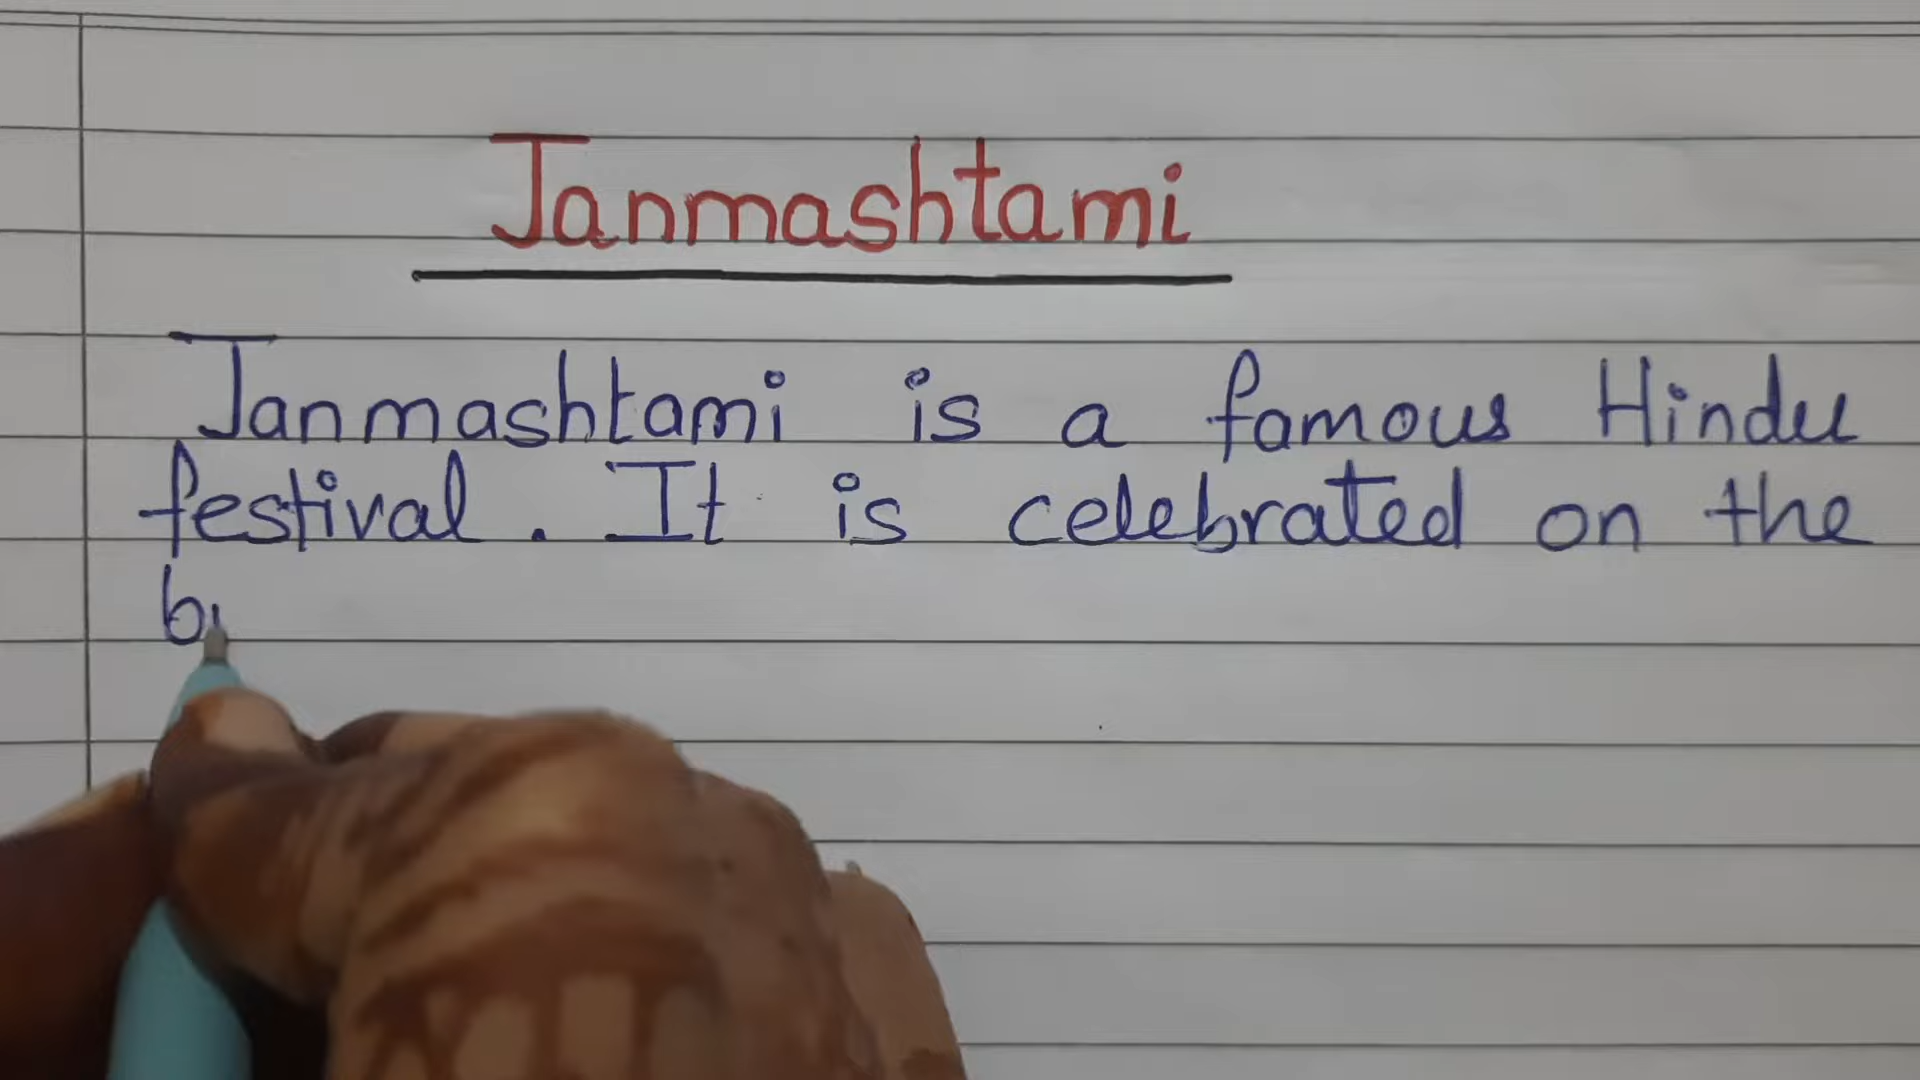 Janmashtami
Janmashtami is a famous Hindu
festival. It is celebrated on the